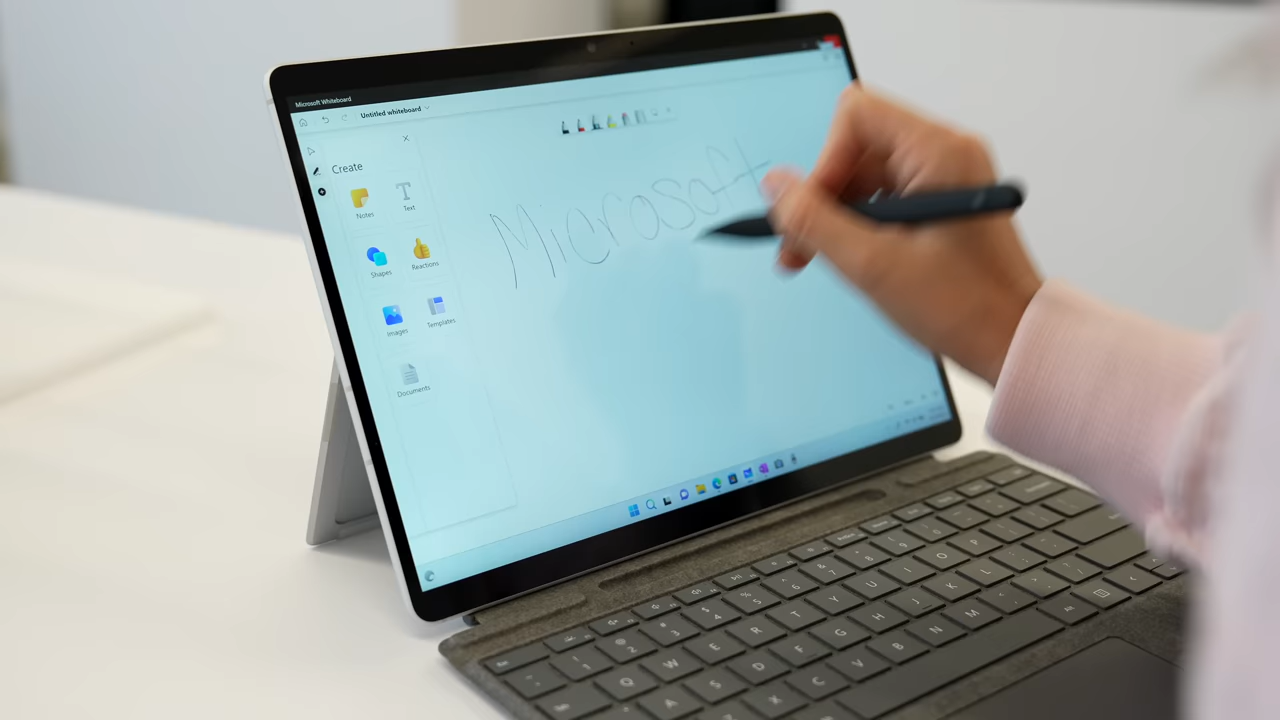 Microsoft Whiteboard
Untitled whiteboard
Create
Notes
Text
Microsoft
Shapes
Reactions
Images
Templates
Documents
Q W E R T Y U I O P
A S D F G H J K L
X C V B N M